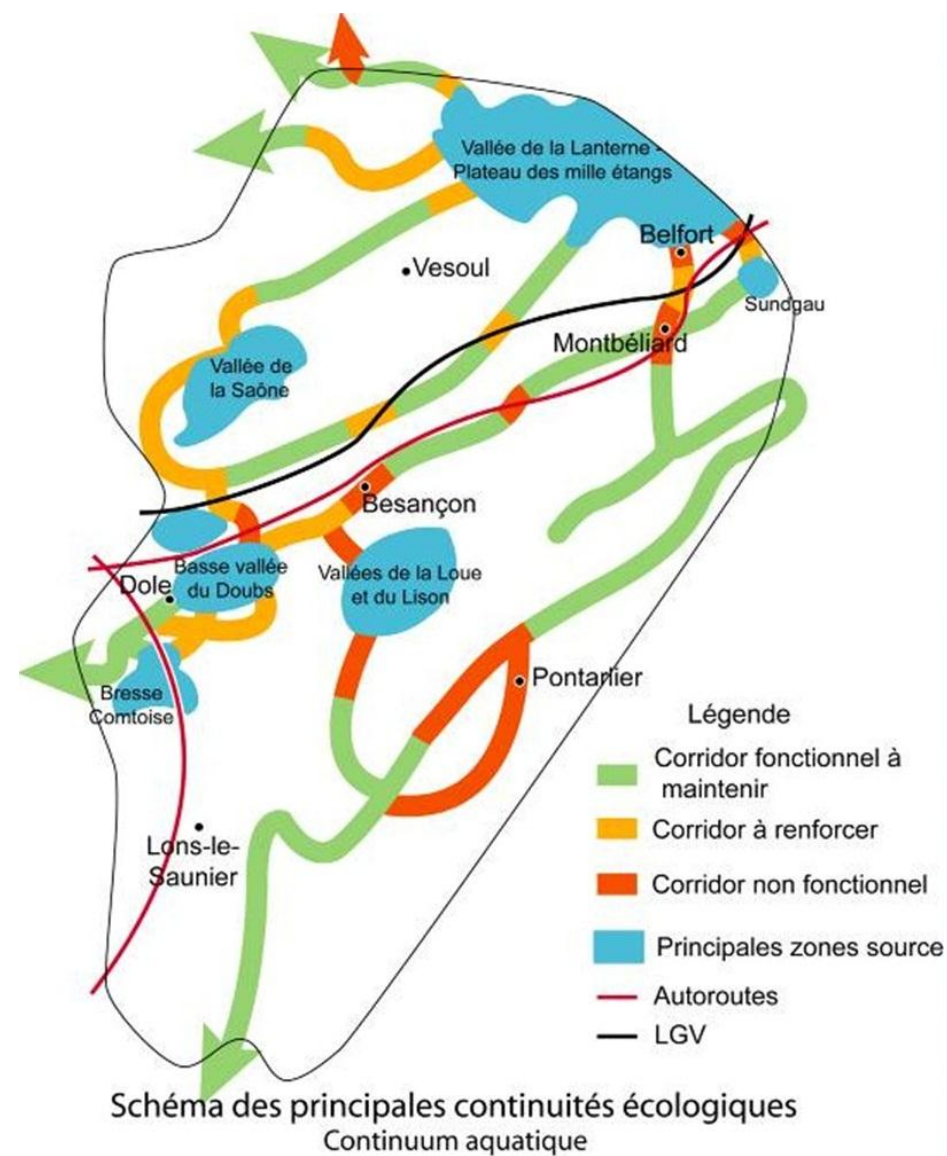 Vallée de la Lanterne -
Plateau des mille étangs
Belfort
Vesoul
Sundgau
Montbéliard
Vallée de
la Saône
Besançon
Basse vallée
du Doubs
Vallées de la Loue
et du Lison
Dole
Pontarlier
Bresse
Comtoise
Lons-le-
Saunier
Légende
Corridor fonctionnel à
maintenir
Corridor à renforcer
Corridor non fonctionnel
Principales zones source
Autoroutes
LGV
Schéma des principales continuités écologiques
Continuum aquatique